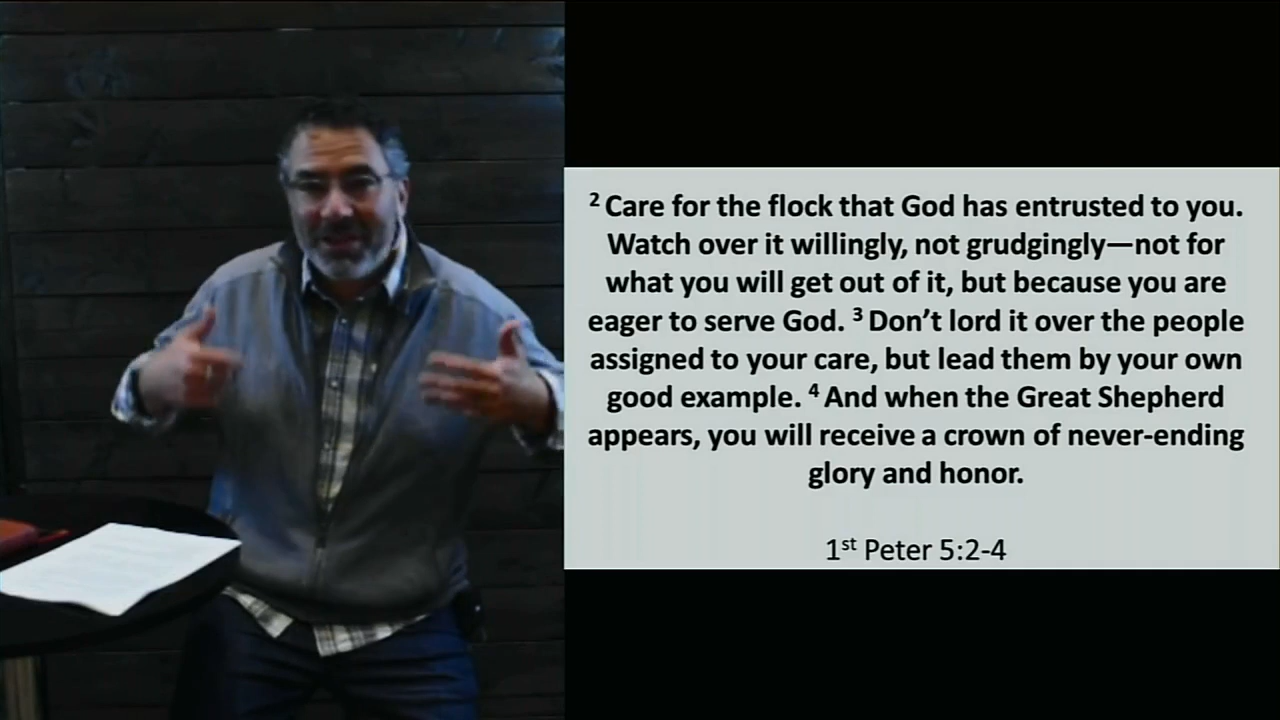 ² Care for the flock that God has entrusted to you.
Watch over it willingly, not grudgingly—not for
what you will get out of it, but because you are
eager to serve God. ³ Don’t lord it over the people
assigned to your care, but lead them by your own
good example. ⁴ And when the Great Shepherd
appears, you will receive a crown of never-ending
glory and honor.
1st Peter 5:2-4